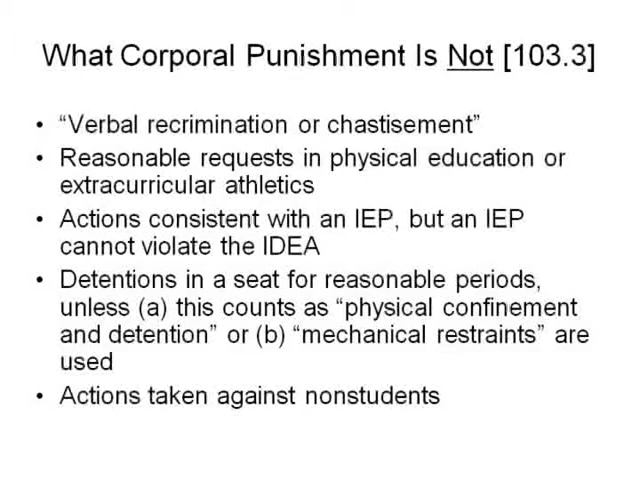 What Corporal Punishment Is Not [103.3]
• “Verbal recrimination or chastisement”
• Reasonable requests in physical education or
extracurricular athletics
• Actions consistent with an IEP, but an IEP
cannot violate the IDEA
• Detentions in a seat for reasonable periods,
unless (a) this counts as “physical confinement
and detention” or (b) “mechanical restraints” are
used
• Actions taken against nonstudents